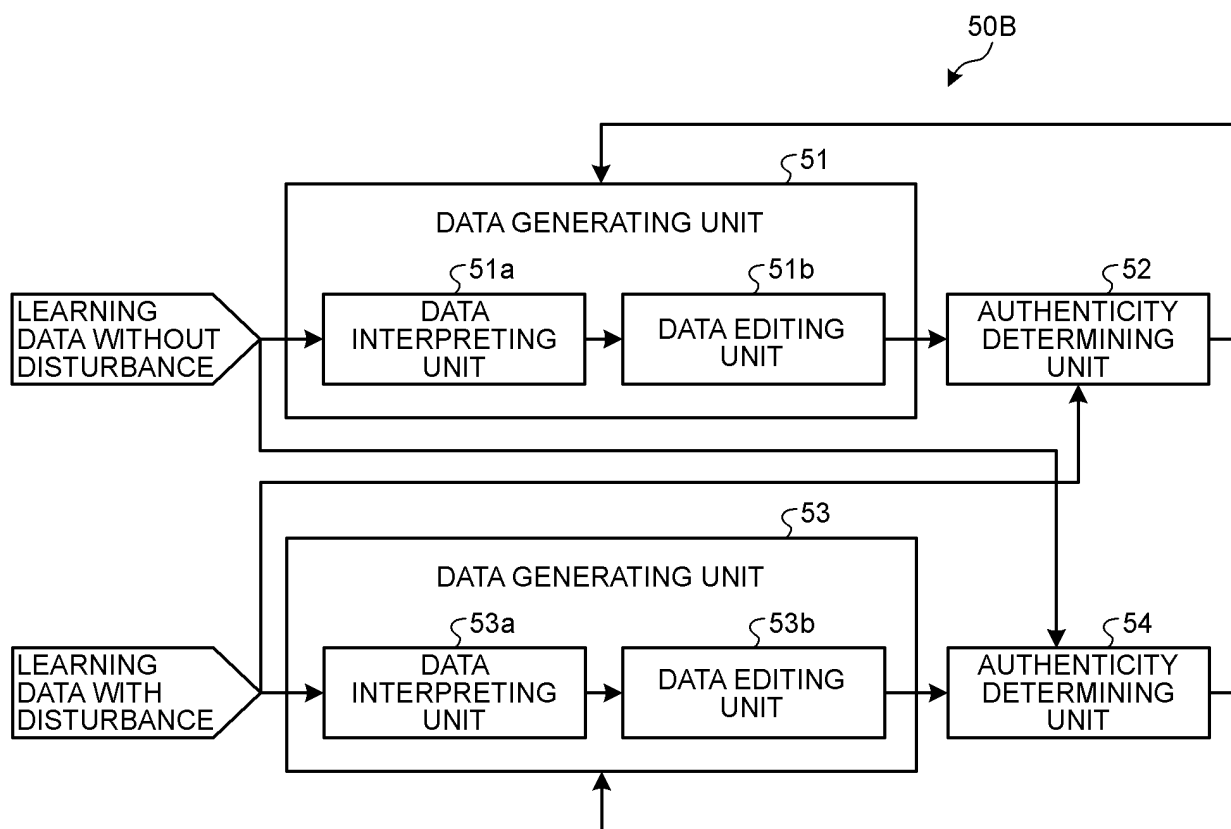 50B
51
DATA GENERATING UNIT
51a
51b
52
LEARNING
DATA WITHOUT
DISTURBANCE
DATA
INTERPRETING
UNIT
DATA EDITING
UNIT
AUTHENTICITY
DETERMINING
UNIT
53
DATA GENERATING UNIT
53a
53b
54
LEARNING
DATA WITH
DISTURBANCE
DATA
INTERPRETING
UNIT
DATA EDITING
UNIT
AUTHENTICITY
DETERMINING
UNIT